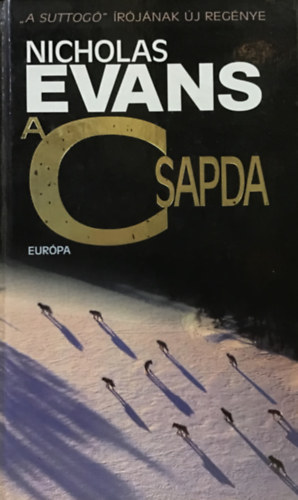 „A SUTTOGÓ” ÍRÓJÁNAK ÚJ REGÉNYE
NICHOLAS
EVANS
A
CSAPDA
EURÓPA